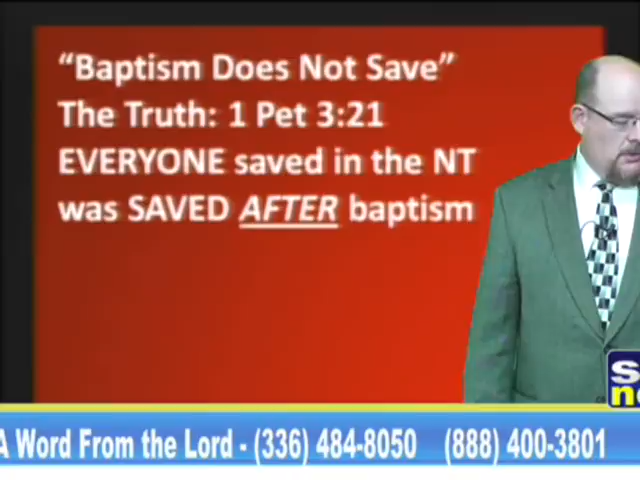 “Baptism Does Not Save”
The Truth: 1 Pet 3:21
EVERYONE saved in the NT
was SAVED AFTER baptism
A Word From the Lord - (336) 484-8050 (888) 400-3801